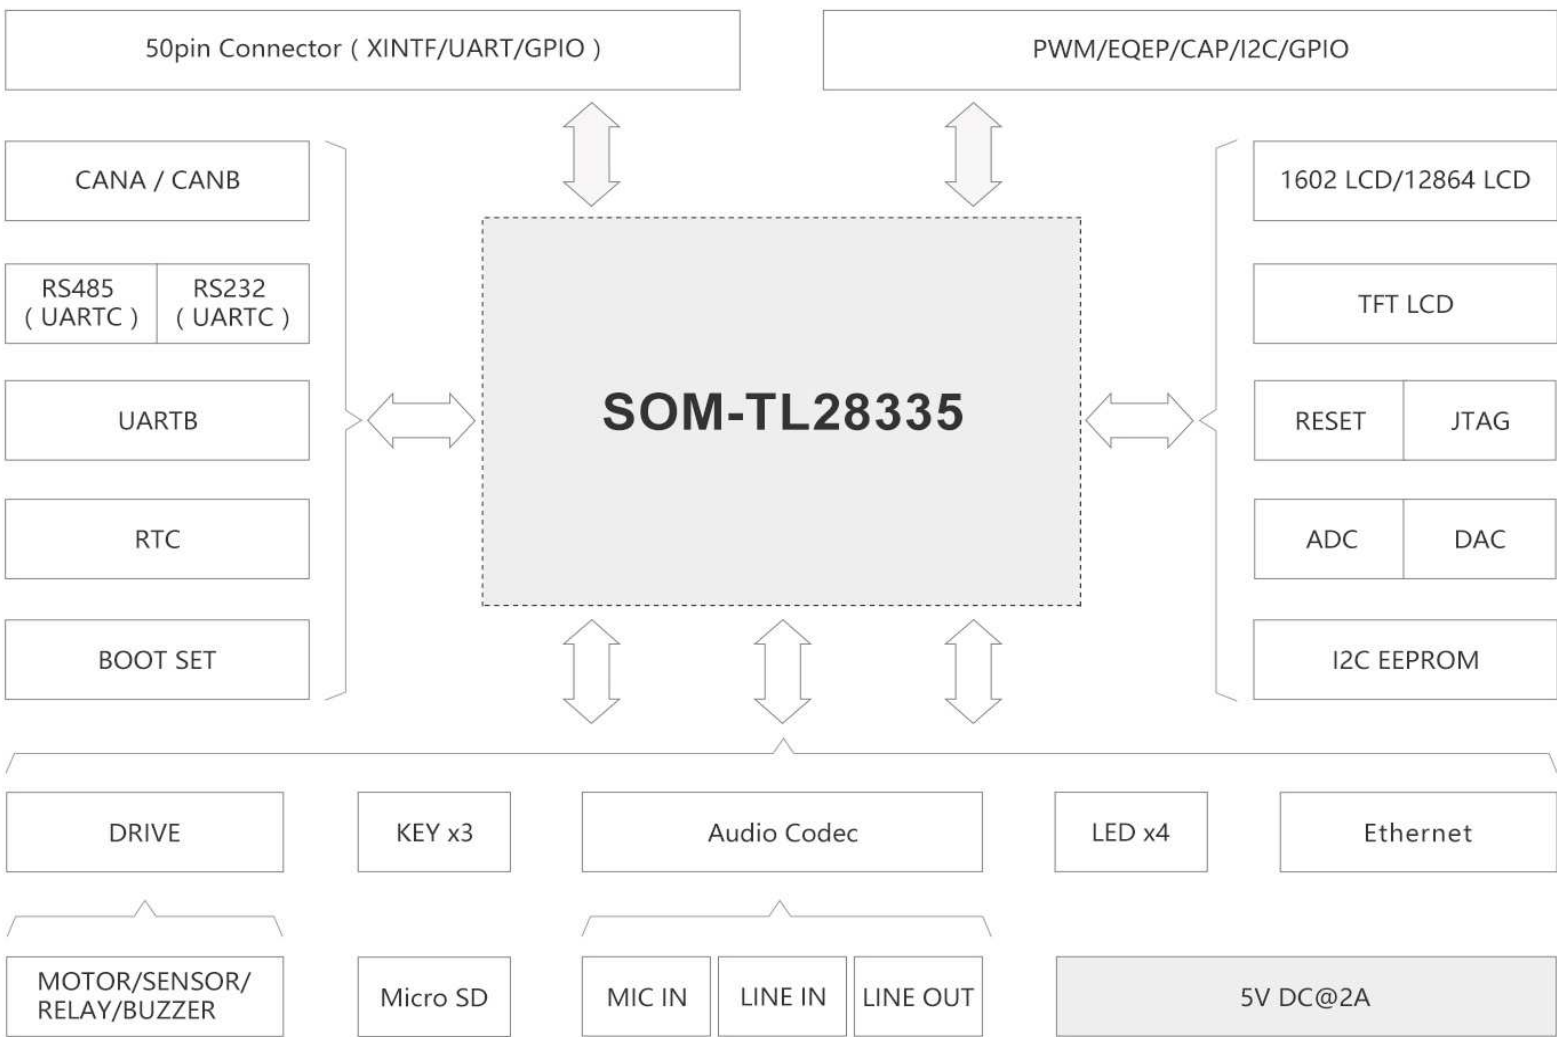 50pin Connector ( XINTF/UART/GPIO )
PWM/EQEP/CAP/I2C/GPIO
CANA / CANB
1602 LCD/12864 LCD
RS485
( UARTC )
RS232
( UARTC )
TFT LCD
SOM-TL28335
UARTB
RESET
JTAG
RTC
ADC
DAC
BOOT SET
I2C EEPROM
DRIVE
KEY x3
Audio Codec
LED x4
Ethernet
MOTOR/SENSOR/
RELAY/BUZZER
Micro SD
MIC IN
LINE IN
LINE OUT
5V DC@2A